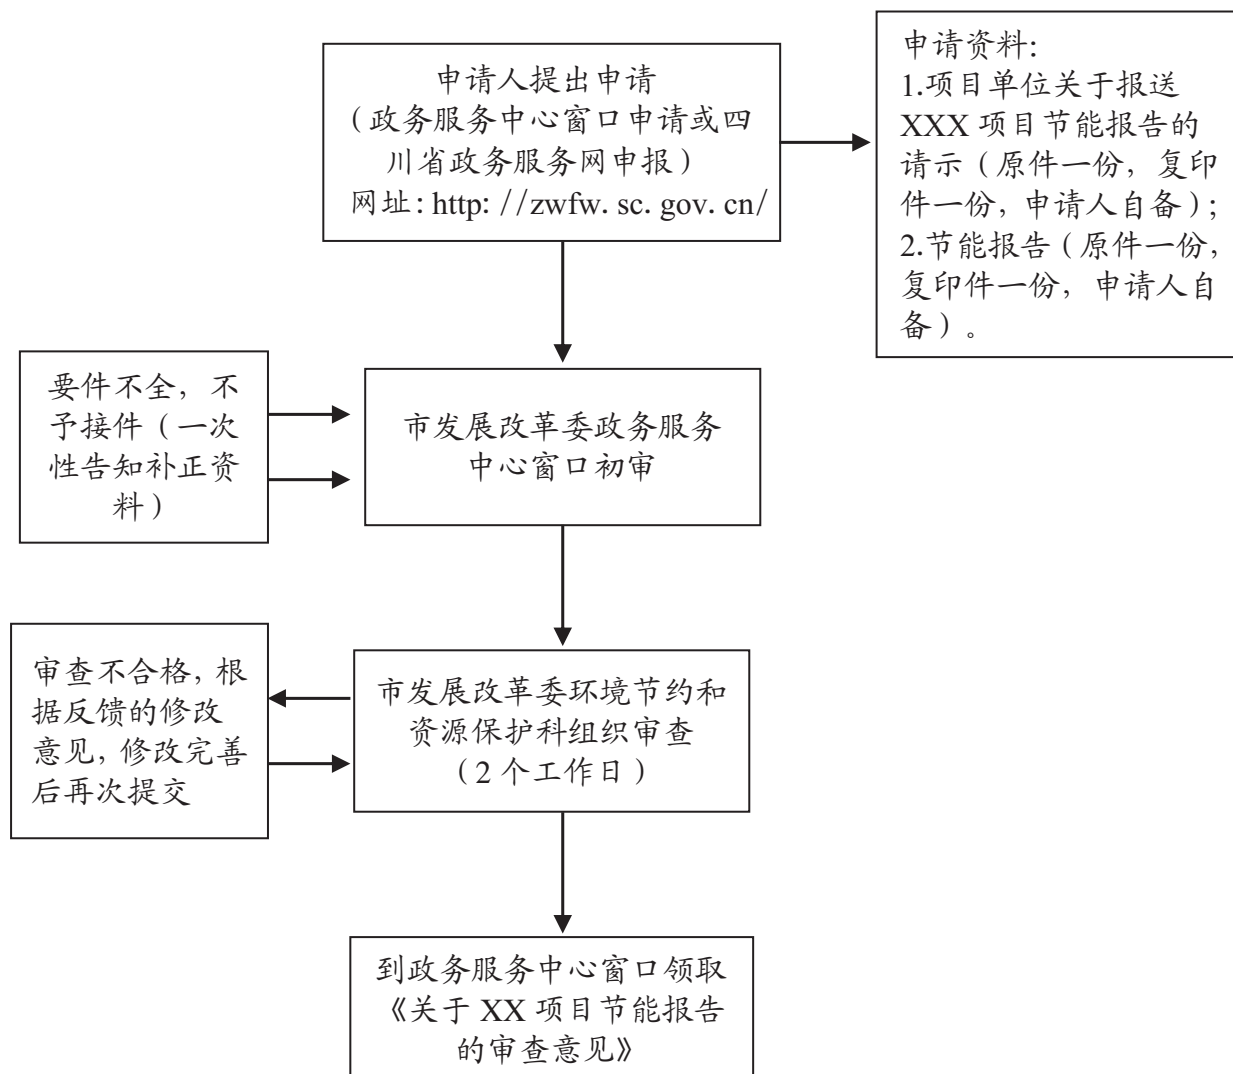 申请人提出申请
（政务服务中心窗口申请或四
川省政务服务网申报）
网址：http：//zwfw. sc. gov. cn/
申请资料：
1.项目单位关于报送
XXX 项目节能报告的
请示（原件一份，复印
件一份，申请人自备）；
2.节能报告（原件一份，
复印件一份，申请人自
备）。
要件不全，不
予接件（一次
性告知补正资
料）
市发展改革委政务服务
中心窗口初审
审查不合格，根
据反馈的修改
意见，修改完善
后再次提交
市发展改革委环境节约和
资源保护科组织审查
（2 个工作日）
到政务服务中心窗口领取
《关于 XX 项目节能报告
的审查意见》